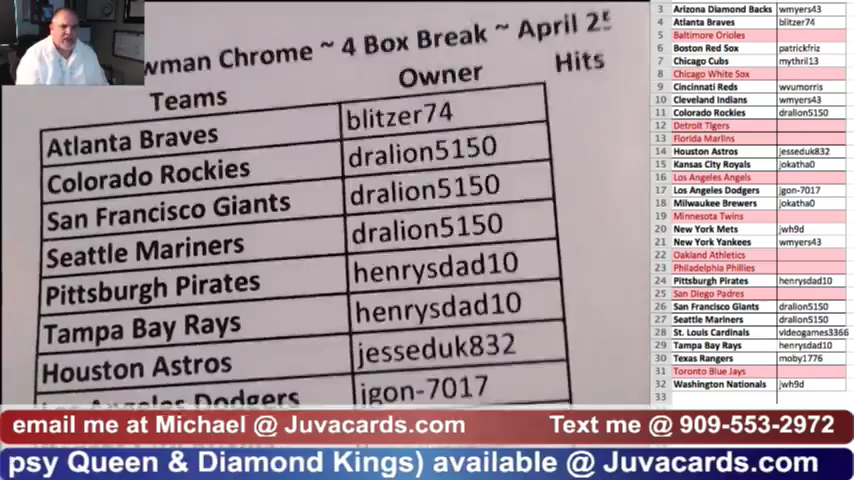 wman Chrome ~ 4 Box Break ~ April 25
Teams Owner Hits
Atlanta Braves blitzer74
Colorado Rockies dralion5150
San Francisco Giants dralion5150
Seattle Mariners dralion5150
Pittsburgh Pirates henrysdad10
Tampa Bay Rays henrysdad10
Houston Astros jesseduk832
Los Angeles Dodgers jgon-7017
3 Arizona Diamond Backs wmyers43
4 Atlanta Braves blitzer74
5 Baltimore Orioles
6 Boston Red Sox patrickfriz
7 Chicago Cubs mythril13
8 Chicago White Sox
9 Cincinnati Reds wvumorris
10 Cleveland Indians wmyers43
11 Colorado Rockies dralion5150
12 Detroit Tigers
13 Florida Marlins
14 Houston Astros jesseduk832
15 Kansas City Royals jokatha0
16 Los Angeles Angels
17 Los Angeles Dodgers jgon-7017
18 Milwaukee Brewers jokatha0
19 Minnesota Twins
20 New York Mets jwh9d
21 New York Yankees wmyers43
22 Oakland Athletics
23 Philadelphia Phillies
24 Pittsburgh Pirates henrysdad10
25 San Diego Padres
26 San Francisco Giants dralion5150
27 Seattle Mariners dralion5150
28 St. Louis Cardinals videogames3366
29 Tampa Bay Rays henrysdad10
30 Texas Rangers moby1776
31 Toronto Blue Jays
32 Washington Nationals jwh9d
33
email me at Michael @ Juvacards.com Text me @ 909-553-2972
psy Queen & Diamond Kings) available @ Juvacards.com